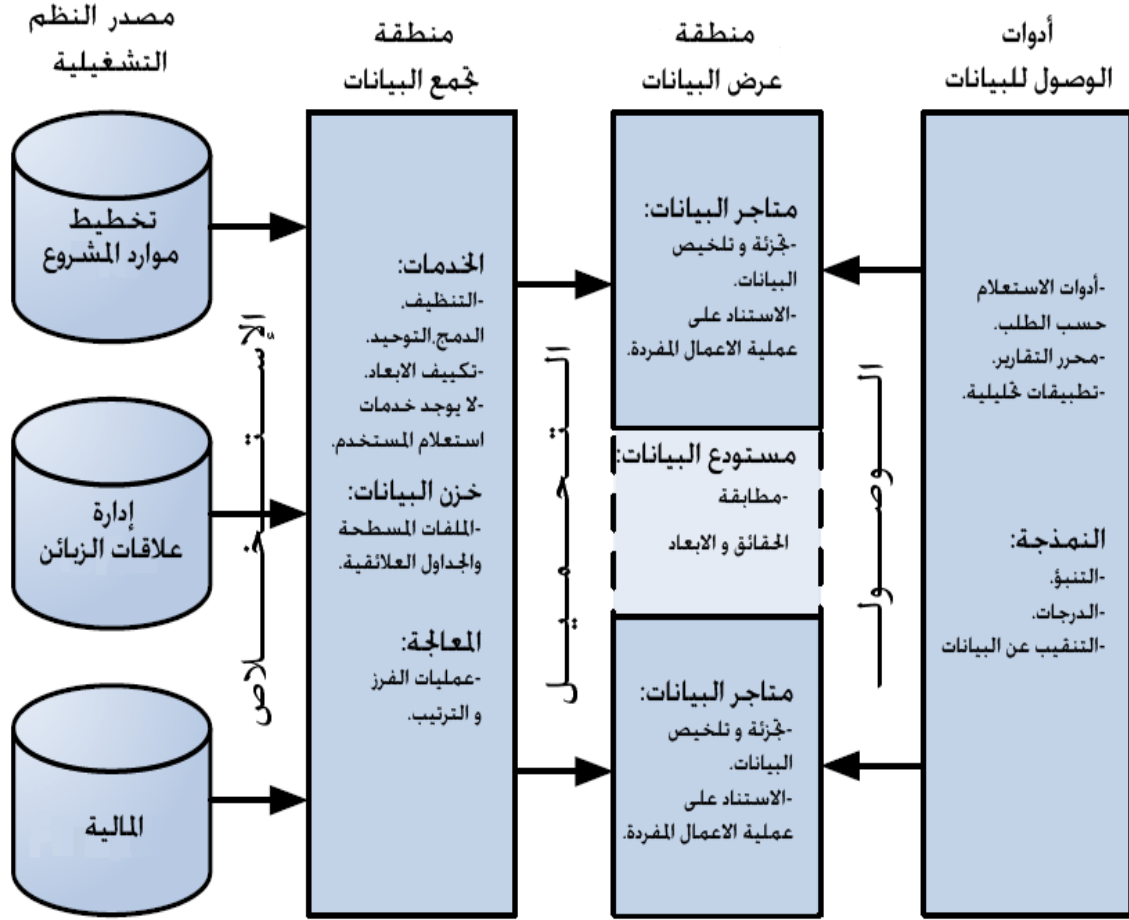 مصدر النظم
التشغيلية
منطقة
تجمع البيانات
منطقة
عرض البيانات
أدوات
الوصول للبيانات
تخطيط
موارد المشروع
إدارة
علاقات الزبائن
المالية
الإستخلاص
الخدمات:
-التنظيف.
الدمج.التوحيد.
-تكييف الابعاد.
-لا يوجد خدمات
استعلام المستخدم.
خزن البيانات:
-الملفات المسطحة
والجداول العلائقية.
المعالجة:
-عمليات الفرز
و الترتيب.
التحميل
متاجر البيانات:
-تجزئة و تلخيص
البيانات.
-الاستناد على
عملية الاعمال المفردة.
مستودع البيانات:
-مطابقة
الحقائق و الابعاد
متاجر البيانات:
-تجزئة و تلخيص
البيانات.
-الاستناد على
عملية الاعمال المفردة.
الوصول
-أدوات الاستعلام
حسب الطلب.
-محرر التقارير.
-تطبيقات تحليلية.
النمذجة:
-التنبؤ.
-الدرجات.
-التنقيب عن البيانات